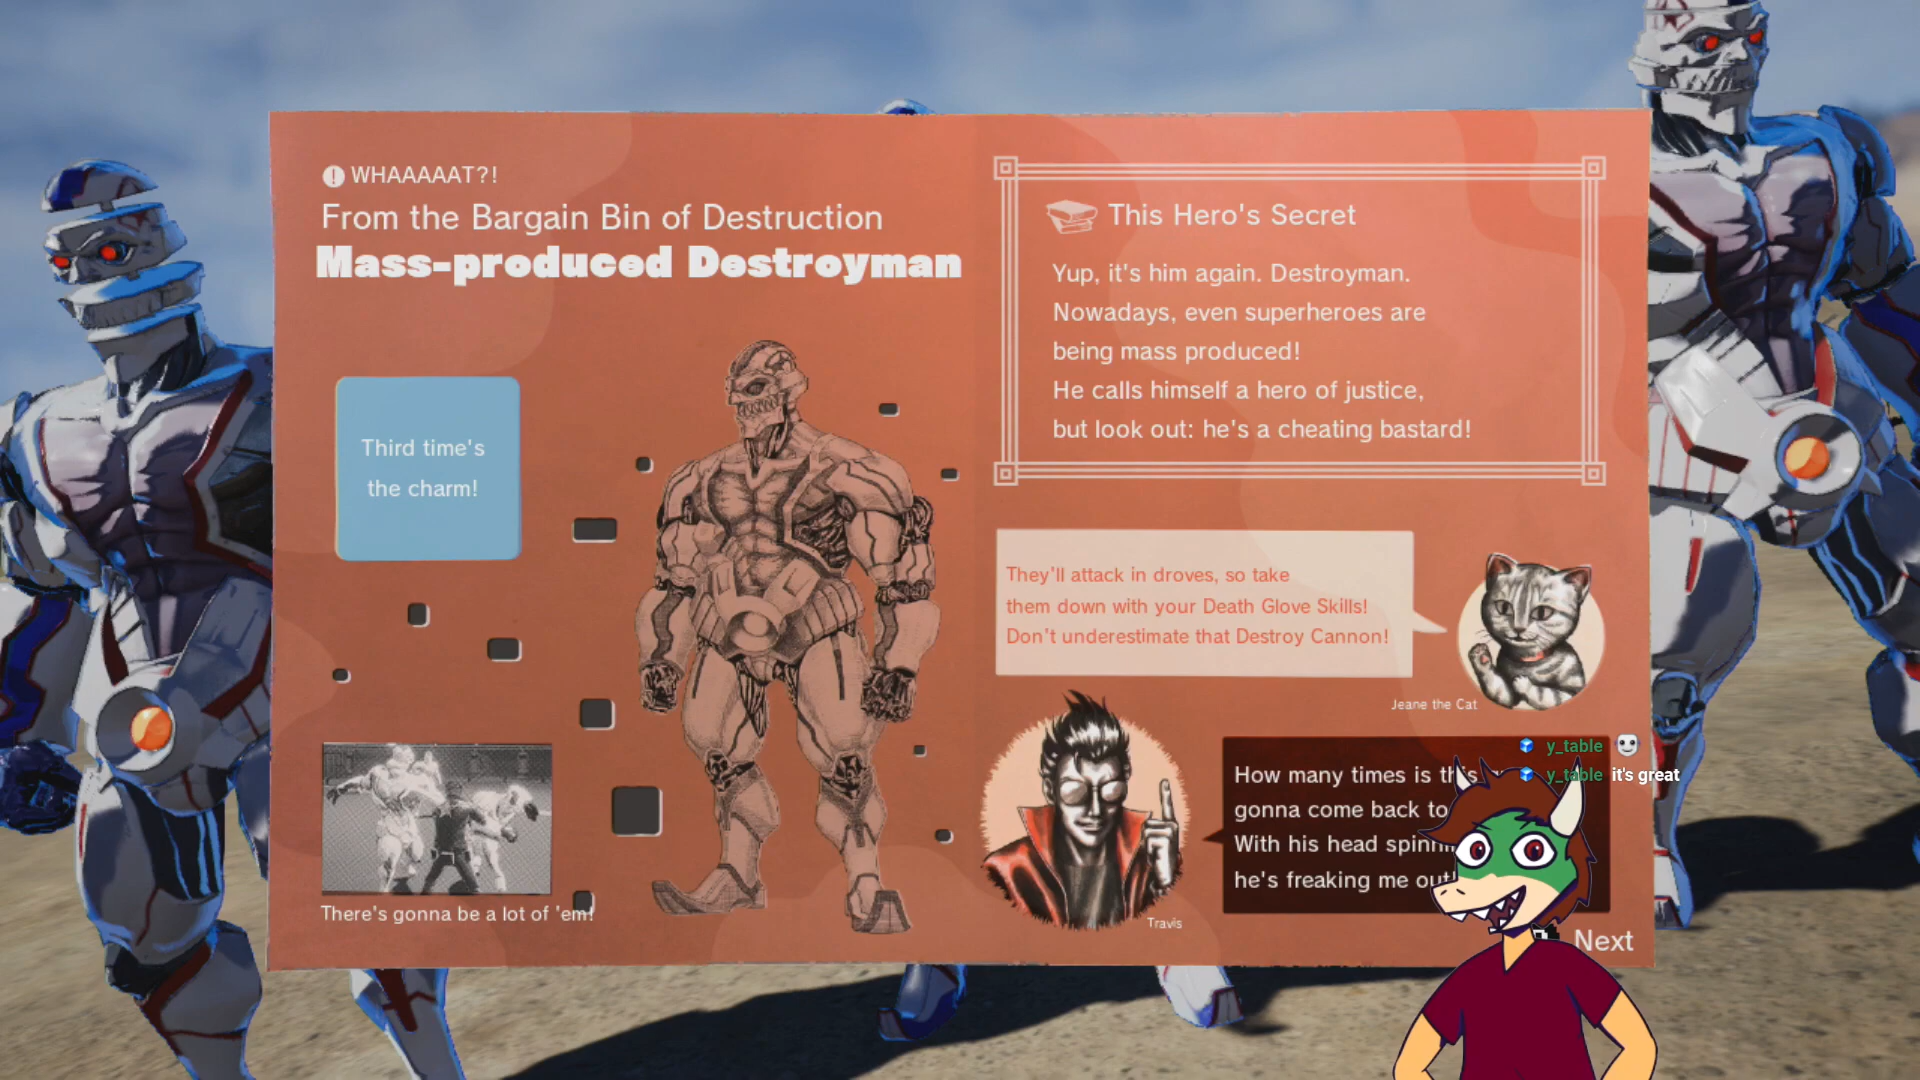 WHAAAAAT?!
From the Bargain Bin of Destruction
Mass-produced Destroyman
Third time's
the charm!
There's gonna be a lot of 'em!
This Hero's Secret
Yup, it's him again. Destroyman.
Nowadays, even superheroes are
being mass produced!
He calls himself a hero of justice,
but look out: he's a cheating bastard!
They'll attack in droves, so take
them down with your Death Glove Skills!
Don't underestimate that Destroy Cannon!
Jeane the Cat
How many times is this
gonna come back to
With his head
he's freaking me out!
Travis
y_table
y_table it's great
Next